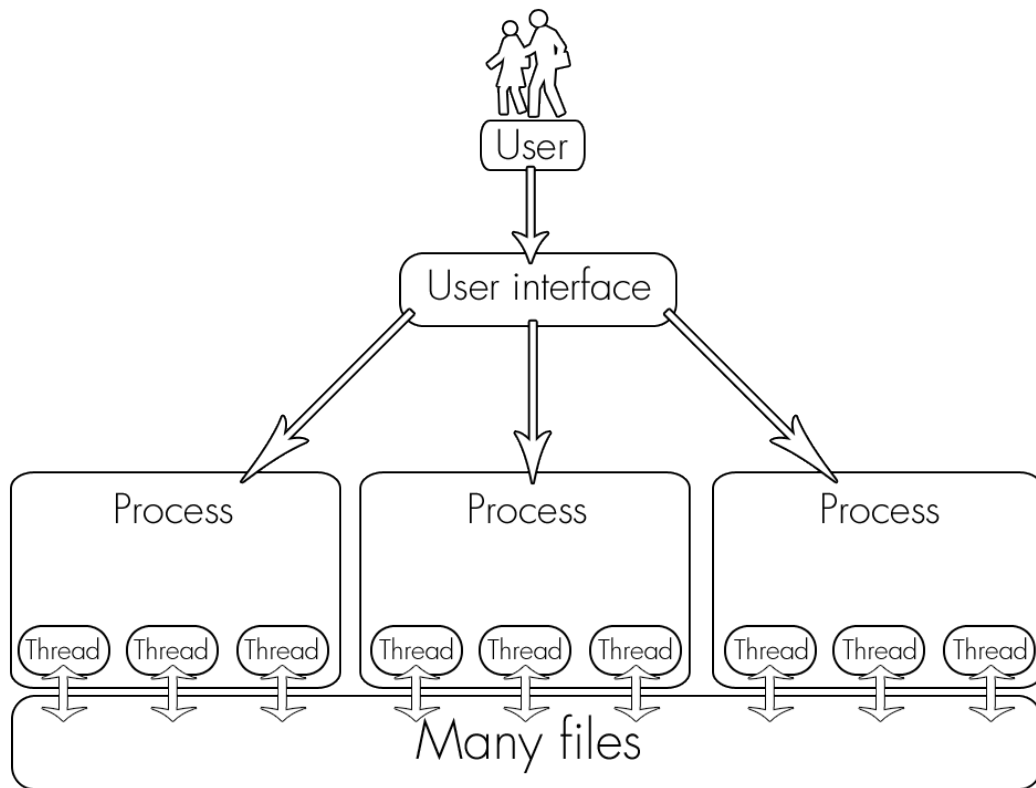 User
User interface
Process
Process
Process
Thread
Thread
Thread
Thread
Thread
Thread
Thread
Thread
Thread
Many files